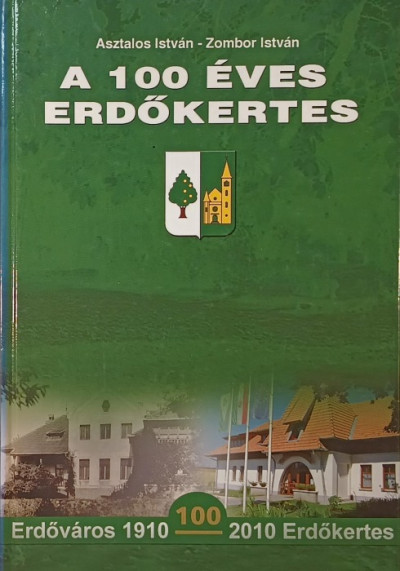 Asztalos István - Zombor István
A 100 ÉVES
ERDŐKERTES
100
Erdőváros 1910
2010 Erdőkertes